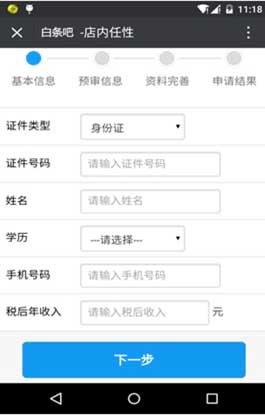 11:18
白条吧 -店内任性
基本信息 预审信息 资料完善 申请结果
证件类型 身份证
证件号码 请输入证件号码
姓名 请输入姓名
学历 ---请选择---
手机号码 请输入手机号码
税后年收入 请输入税后收入 元
下一步